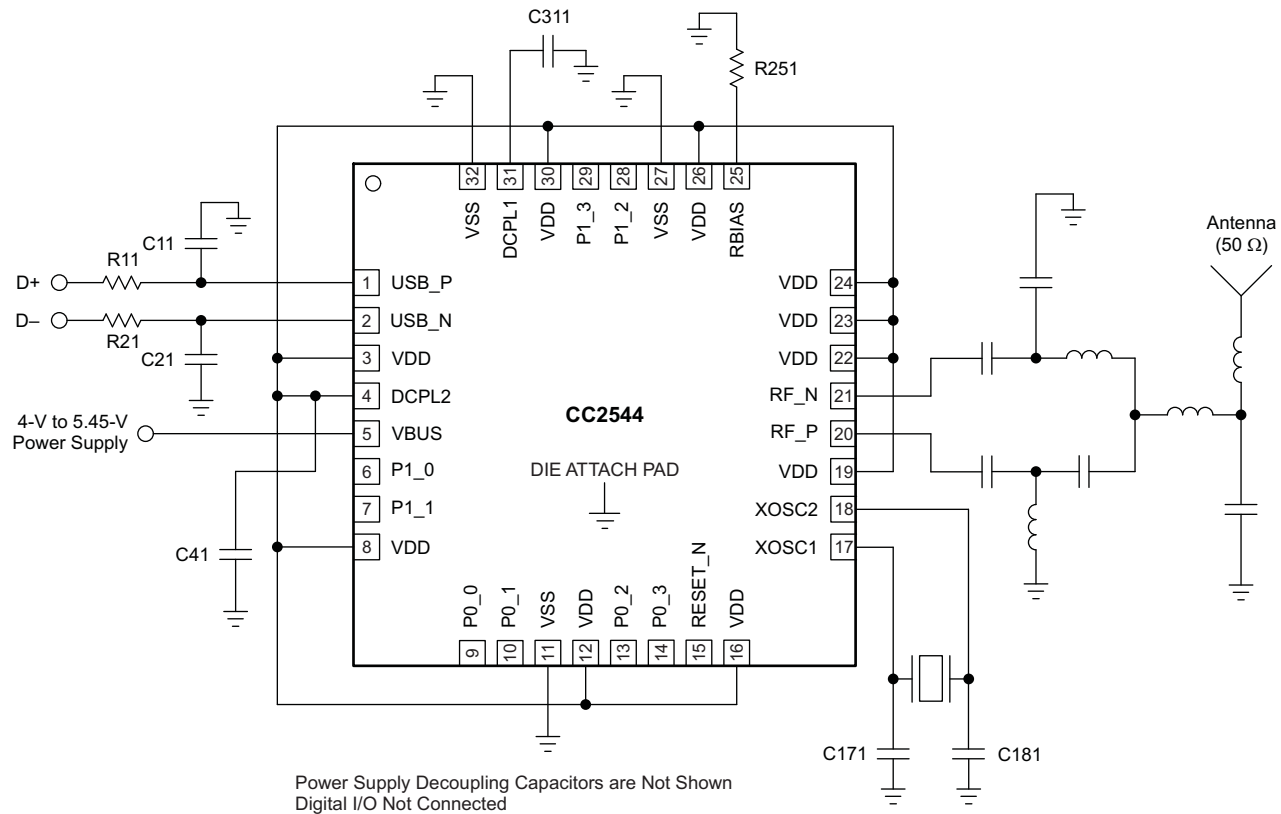 C311
R251
32
31
30
29
28
27
26
25
VSS
DCPL1
VDD
P1_3
P1_2
VSS
VDD
RBIAS
Antenna
(50 Ω)
C11
R11
D+
1 USB_P
D–
2 USB_N
R21
C21
3 VDD
4 DCPL2
4-V to 5.45-V
Power Supply
5 VBUS
6 P1_0
7 P1_1
C41
8 VDD
CC2544
DIE ATTACH PAD
VDD 24
VDD 23
VDD 22
RF_N 21
RF_P 20
VDD 19
XOSC2 18
XOSC1 17
P0_0
P0_1
VSS
VDD
P0_2
P0_3
RESET_N
VDD
9
10
11
12
13
14
15
16
C171
C181
Power Supply Decoupling Capacitors are Not Shown
Digital I/O Not Connected